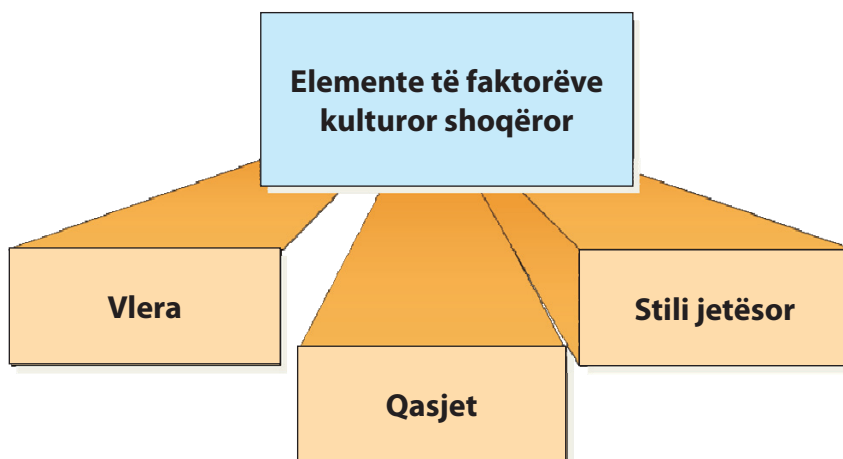 Elemente të faktorëve
kulturor shoqëror
Vlera
Stili jetësor
Qasjet